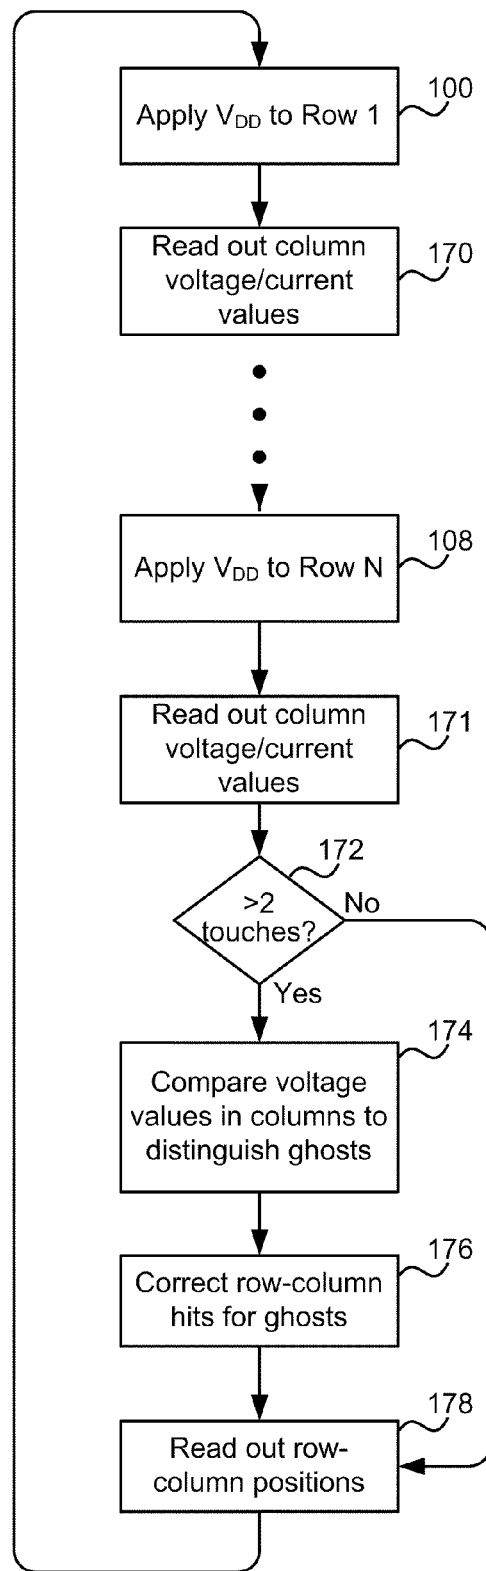 Apply VDD to Row 1
100
Read out column
voltage/current
values
170
Apply VDD to Row N
108
Read out column
voltage/current
values
171
172
>2
touches?
No
Yes
174
Compare voltage
values in columns to
distinguish ghosts
176
Correct row-column
hits for ghosts
178
Read out row-
column positions